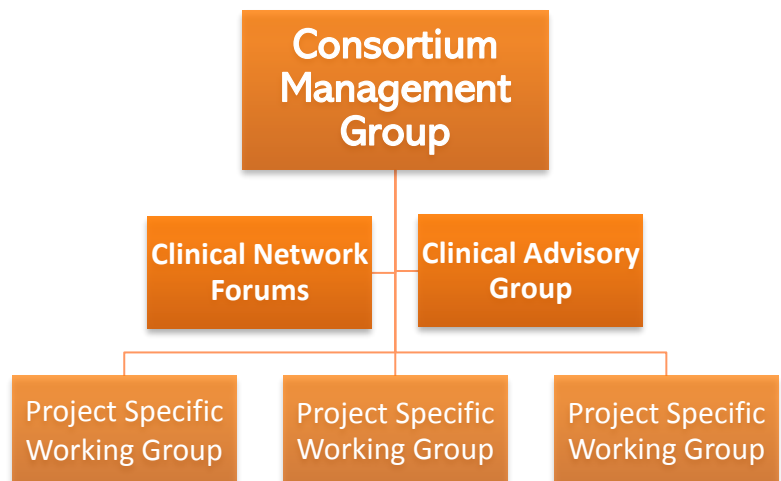 Consortium
Management
Group
Clinical Network
Forums
Clinical Advisory
Group
Project Specific
Working Group
Project Specific
Working Group
Project Specific
Working Group